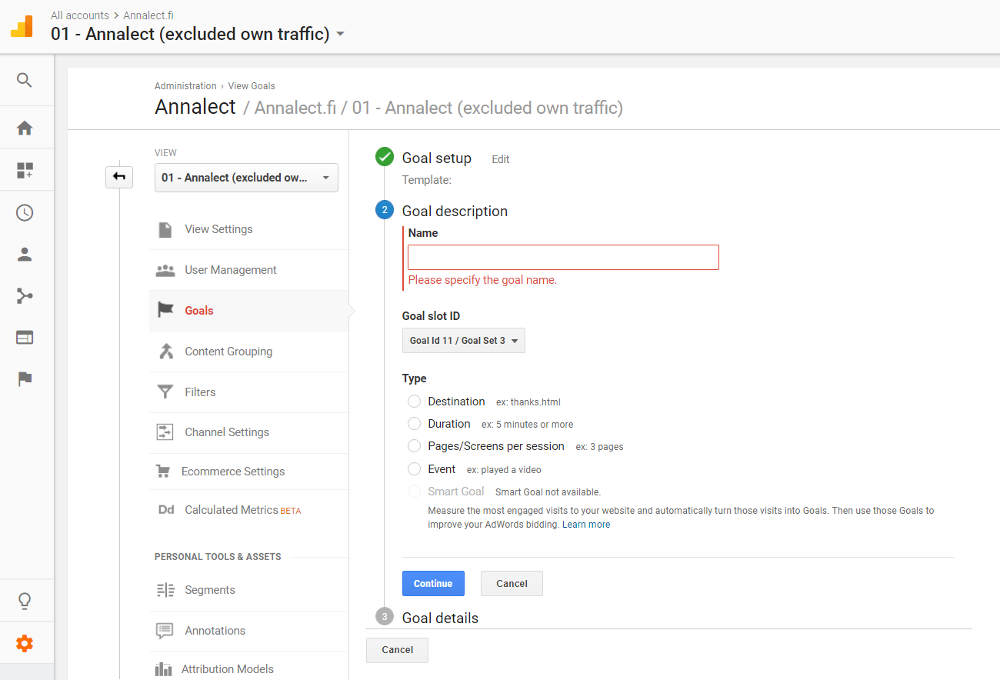 All accounts > Annalect.fi
01 - Annalect (excluded own traffic)
Administration › View Goals
Annalect / Annalect.fi / 01 - Annalect (excluded own traffic)
VIEW
01 - Annalect (excluded ow...
View Settings
User Management
Goals
Content Grouping
Filters
Channel Settings
Ecommerce Settings
Dd Calculated Metrics BETA
PERSONAL TOOLS & ASSETS
Segments
Annotations
Attribution Models
Goal setup Edit
Template:
2 Goal description
Name
Please specify the goal name.
Goal slot ID
Goal Id 11 / Goal Set 3
Type
Destination ex: thanks.html
Duration ex: 5 minutes or more
Pages/Screens per session ex: 3 pages
Event ex: played a video
Smart Goal Smart Goal not available.
Measure the most engaged visits to your website and automatically turn those visits into Goals. Then use those Goals to
improve your AdWords bidding. Learn more
Continue Cancel
3 Goal details
Cancel